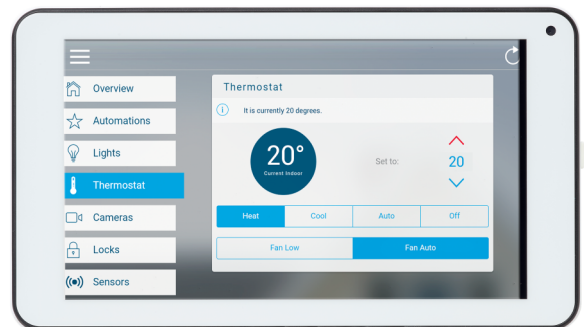 Overview
Automations
Lights
Thermostat
Cameras
Locks
Sensors
Thermostat
It is currently 20 degrees.
20°
Current Indoor
Set to:
20
Heat Cool Auto Off
Fan Low Fan Auto